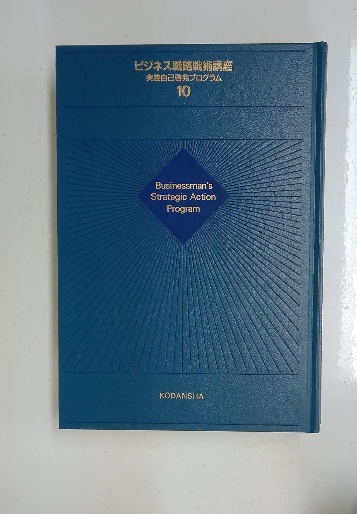 ビジネス戦略戦術講座
実践自己啓発プログラム
10
Businessman's
Strategic Action
Program
KODANSHA